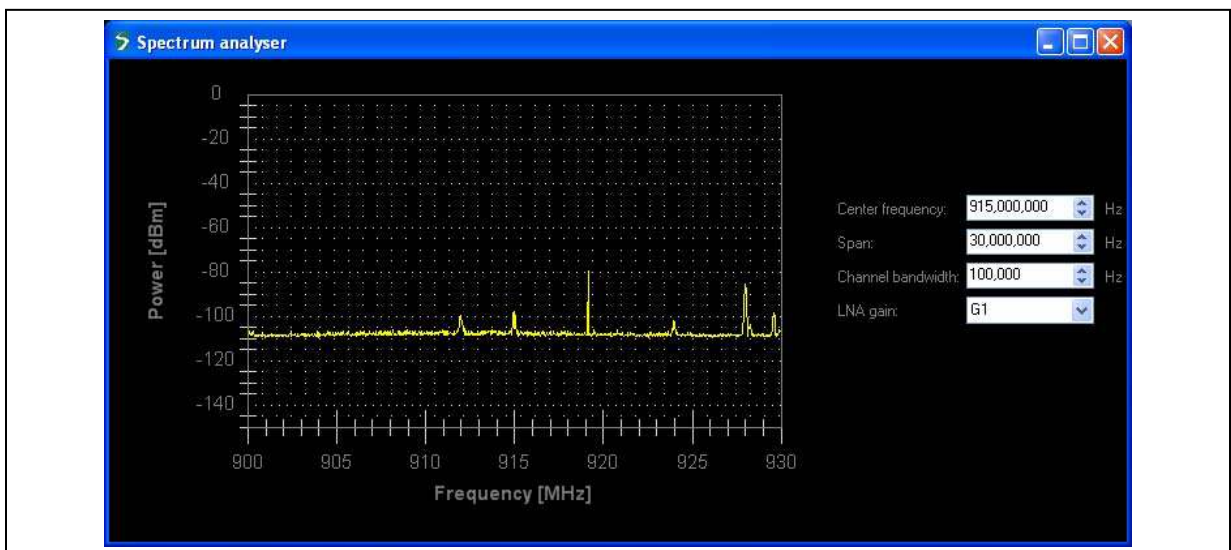 Spectrum analyser
0
-20
-40
-60
-80
-100
-120
-140
Power [dBm]
900 905 910 915 920 925 930
Frequency [MHz]
Center frequency: 915,000,000 Hz
Span: 30,000,000 Hz
Channel bandwidth: 100,000 Hz
LNA gain: G1